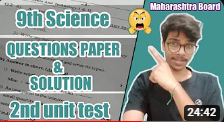 Maharashtra Board
9th Science
QUESTIONS PAPER
&
SOLUTION
2nd unit test
24:42